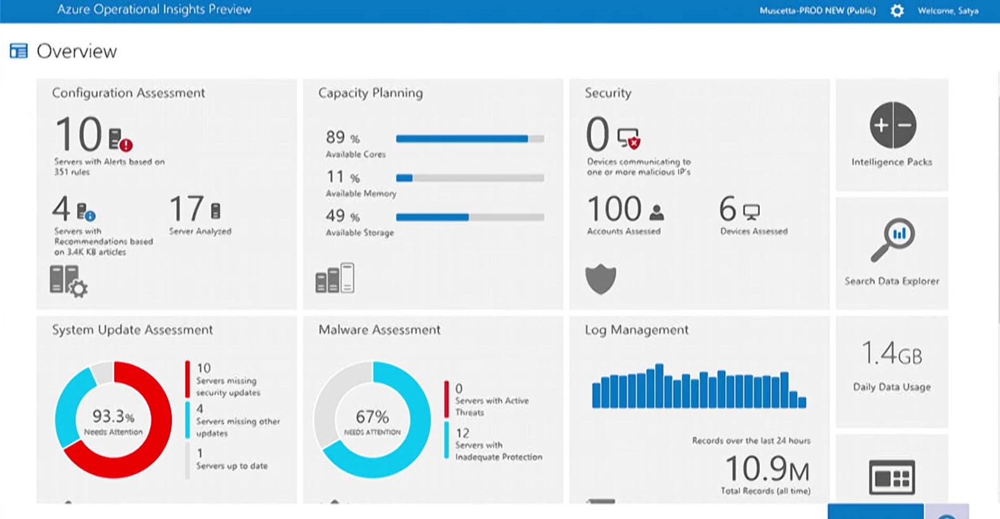 Azure Operational Insights Preview
Muscetta-PROD NEW (Public)
Welcome, Satya
Overview
Configuration Assessment
10
Servers with Alerts based on
351 rules
4
Servers with
Recommendations based
on 3.4K KB articles
17
Server Analyzed
Capacity Planning
89 %
Available Cores
11 %
Available Memory
49 %
Available Storage
Security
0
Devices communicating to
one or more malicious IP's
100
Accounts Assessed
6
Devices Assessed
Intelligence Packs
Search Data Explorer
System Update Assessment
93.3%
Needs Attention
10
Servers missing
security updates
4
Servers missing other
updates
1
Servers up to date
Malware Assessment
67%
NEEDS ATTENTION
0
Servers with Active
Threats
12
Servers with
Inadequate Protection
Log Management
Records over the last 24 hours
10.9M
Total Records (all time)
1.4GB
Daily Data Usage